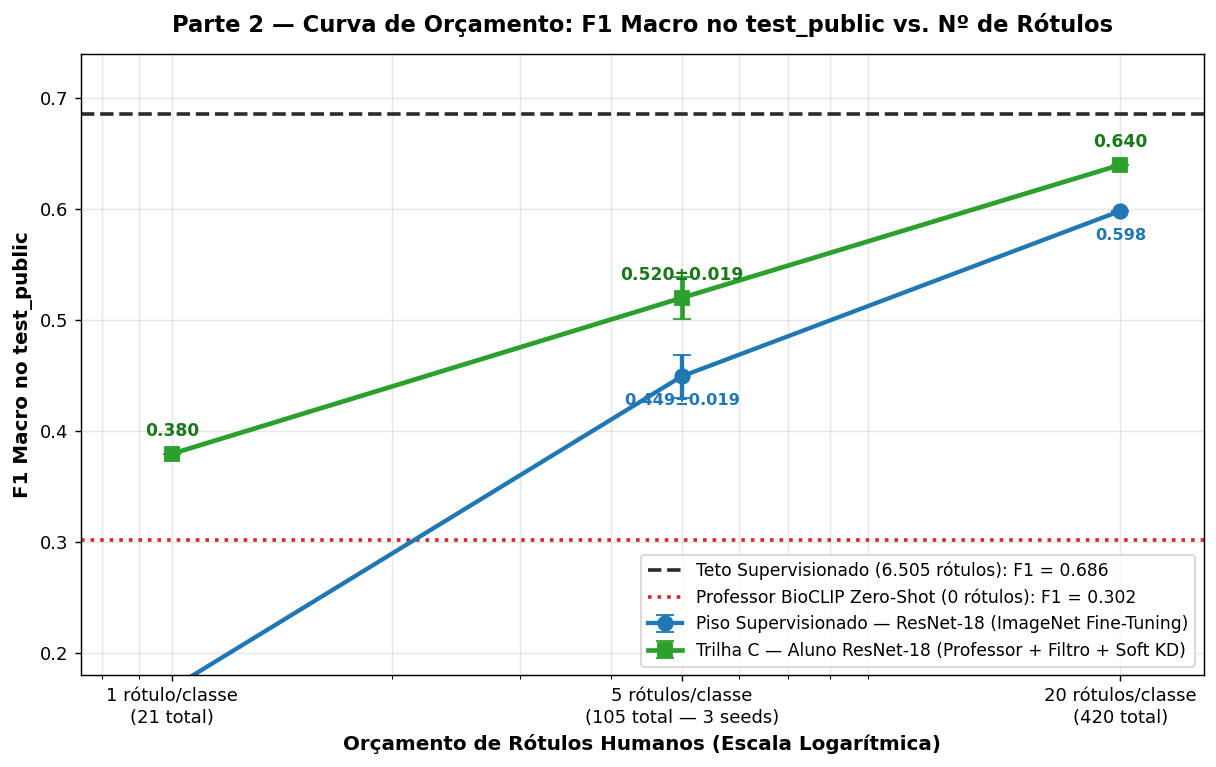 Parte 2 — Curva de Orçamento: F1 Macro no test_public vs. Nº de Rótulos
F1 Macro no test_public
0.7
0.6
0.5
0.4
0.3
0.2
0.640
0.598
0.520±0.019
0.449±0.019
0.380
Teto Supervisionado (6.505 rótulos): F1 = 0.686
Professor BioCLIP Zero-Shot (0 rótulos): F1 = 0.302
Piso Supervisionado — ResNet-18 (ImageNet Fine-Tuning)
Trilha C — Aluno ResNet-18 (Professor + Filtro + Soft KD)
1 rótulo/classe
(21 total)
5 rótulos/classe
(105 total — 3 seeds)
20 rótulos/classe
(420 total)
Orçamento de Rótulos Humanos (Escala Logarítmica)